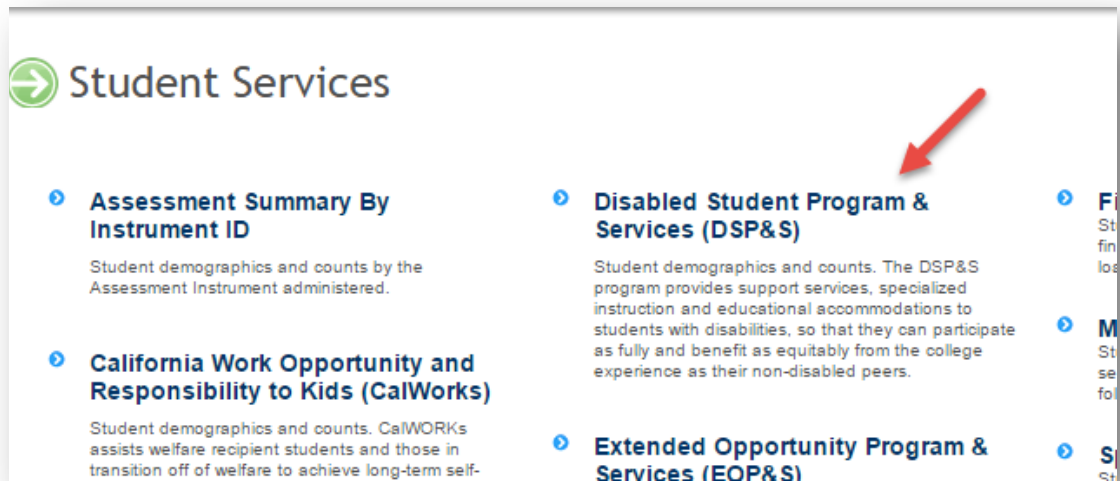 Student Services
Assessment Summary By
Instrument ID
Student demographics and counts by the
Assessment Instrument administered.
California Work Opportunity and
Responsibility to Kids (CalWorks)
Student demographics and counts. CalWORKs
assists welfare recipient students and those in
transition off of welfare to achieve long-term self-
Disabled Student Program &
Services (DSP&S)
Student demographics and counts. The DSP&S
program provides support services, specialized
instruction and educational accommodations to
students with disabilities, so that they can participate
as fully and benefit as equitably from the college
experience as their non-disabled peers.
Extended Opportunity Program &
Services (EOP&S)